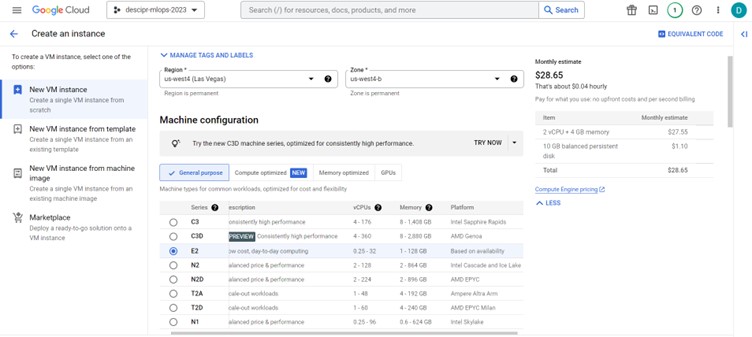 Google Cloud
descipr-mlops-2023
Search (/) for resources, docs, products, and more
Search
1
D
Create an instance
EQUIVALENT CODE
To create a VM instance, select one of the
options:
New VM instance
Create a single VM instance from
scratch
New VM instance from template
Create a single VM instance from an
existing template
New VM instance from machine
image
Create a single VM instance from an
existing machine image
Marketplace
Deploy a ready-to-go solution onto a
VM instance
MANAGE TAGS AND LABELS
Region *
us-west4 (Las Vegas)
Region is permanent
Zone *
us-west4-b
Zone is permanent
Machine configuration
Try the new C3D machine series, optimized for consistently high performance.
TRY NOW
General purpose
Compute optimized NEW
Memory optimized
GPUs
Machine types for common workloads, optimized for cost and flexibility
Series escription vCPUs Memory Platform
C3 onsistently high performance 4 - 176 8 - 1,408 GB Intel Sapphire Rapids
C3D PREVIEW Consistently high performance 4 - 360 8 - 2,880 GB AMD Genoa
E2 ow cost, day-to-day computing 0.25 - 32 1 - 128 GB Based on availability
N2 alanced price & performance 2 - 128 2 - 864 GB Intel Cascade and Ice Lake
N2D alanced price & performance 2 - 224 2 - 896 GB AMD EPYC
T2A cale-out workloads 1 - 48 4 - 192 GB Ampere Altra Arm
T2D cale-out workloads 1 - 60 4 - 240 GB AMD EPYC Milan
N1 alanced price & performance 0.25 - 96 0.6 - 624 GB Intel Skylake
Monthly estimate
$28.65
That's about $0.04 hourly
Pay for what you use: no upfront costs and per second billing
Item Monthly estimate
2 vCPU + 4 GB memory $27.55
10 GB balanced persistent $1.10
disk
Total $28.65
Compute Engine pricing
LESS